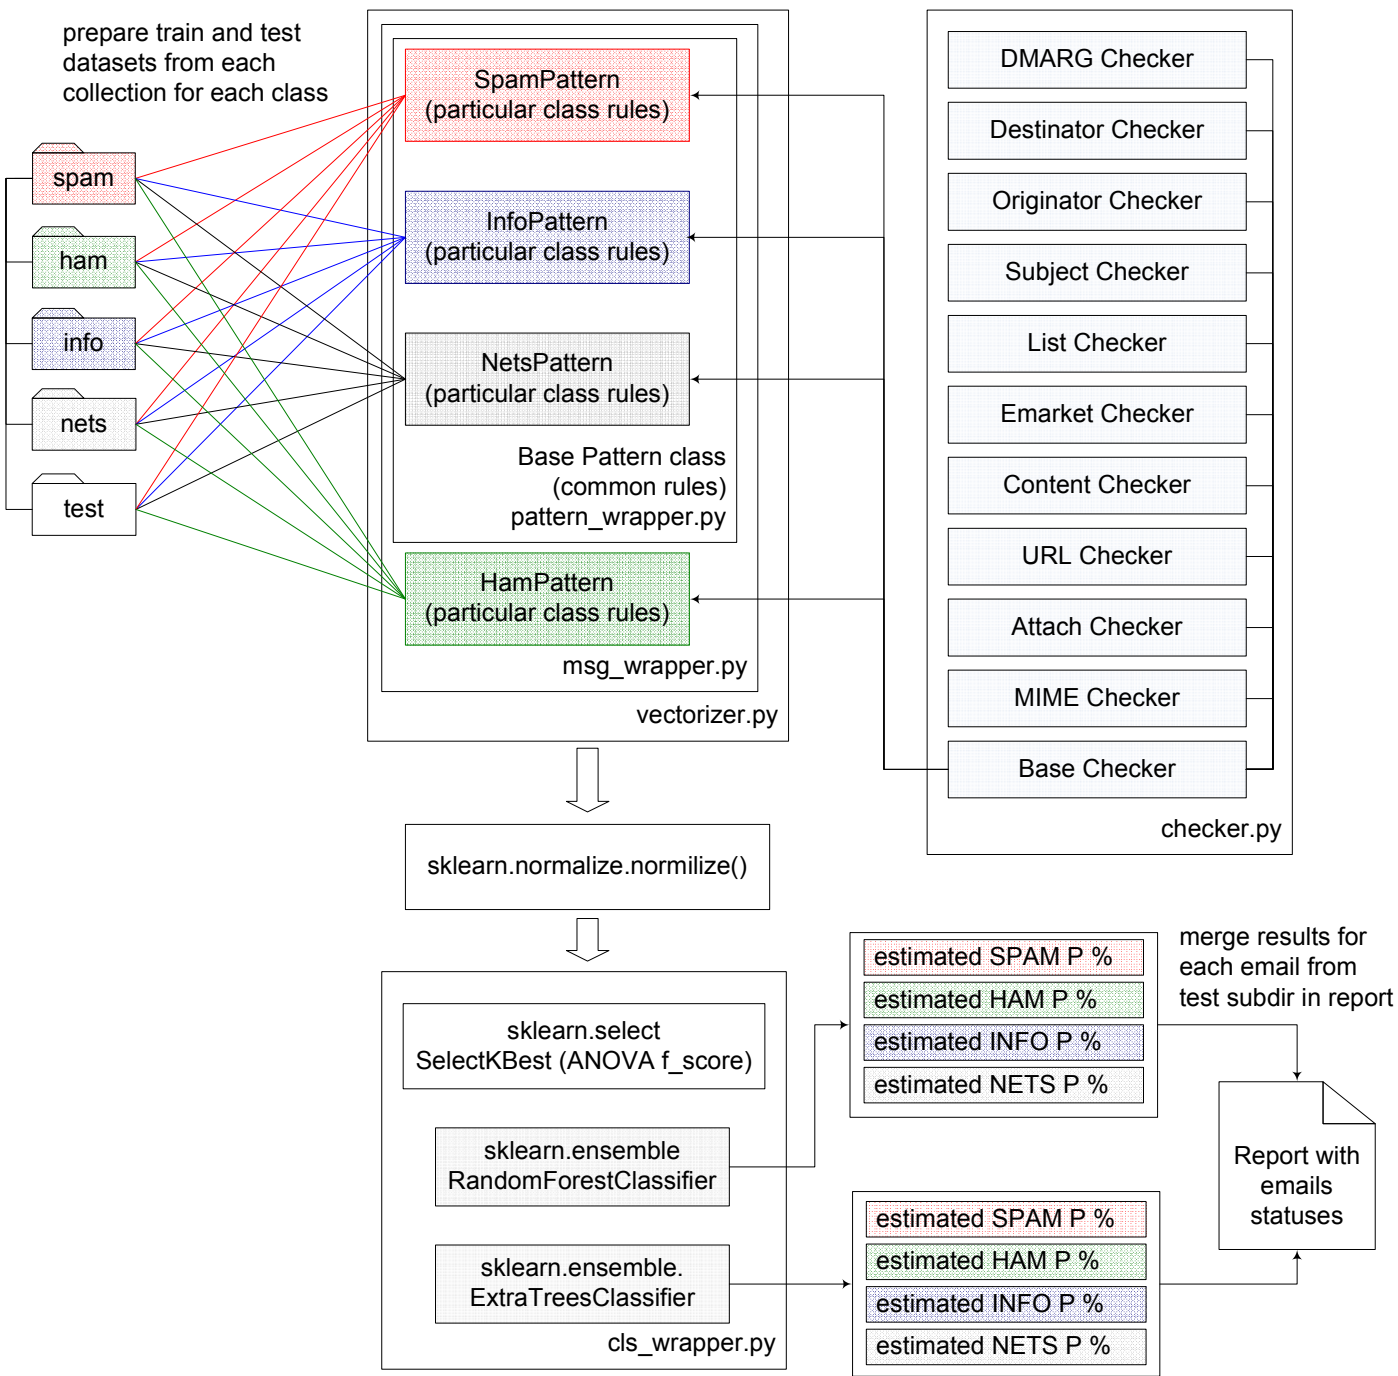 prepare train and test
datasets from each
collection for each class
spam
ham
info
nets
test
SpamPattern
(particular class rules)
InfoPattern
(particular class rules)
NetsPattern
(particular class rules)
Base Pattern class
(common rules)
pattern_wrapper.py
HamPattern
(particular class rules)
msg_wrapper.py
vectorizer.py
DMARG Checker
Destinator Checker
Originator Checker
Subject Checker
List Checker
Emarket Checker
Content Checker
URL Checker
Attach Checker
MIME Checker
Base Checker
checker.py
sklearn.normalize.normilize()
sklearn.select
SelectKBest (ANOVA f_score)
sklearn.ensemble
RandomForestClassifier
sklearn.ensemble.
ExtraTreesClassifier
cls_wrapper.py
estimated SPAM P %
estimated HAM P %
estimated INFO P %
estimated NETS P %
estimated SPAM P %
estimated HAM P %
estimated INFO P %
estimated NETS P %
merge results for
each email from
test subdir in report
Report with
emails
statuses